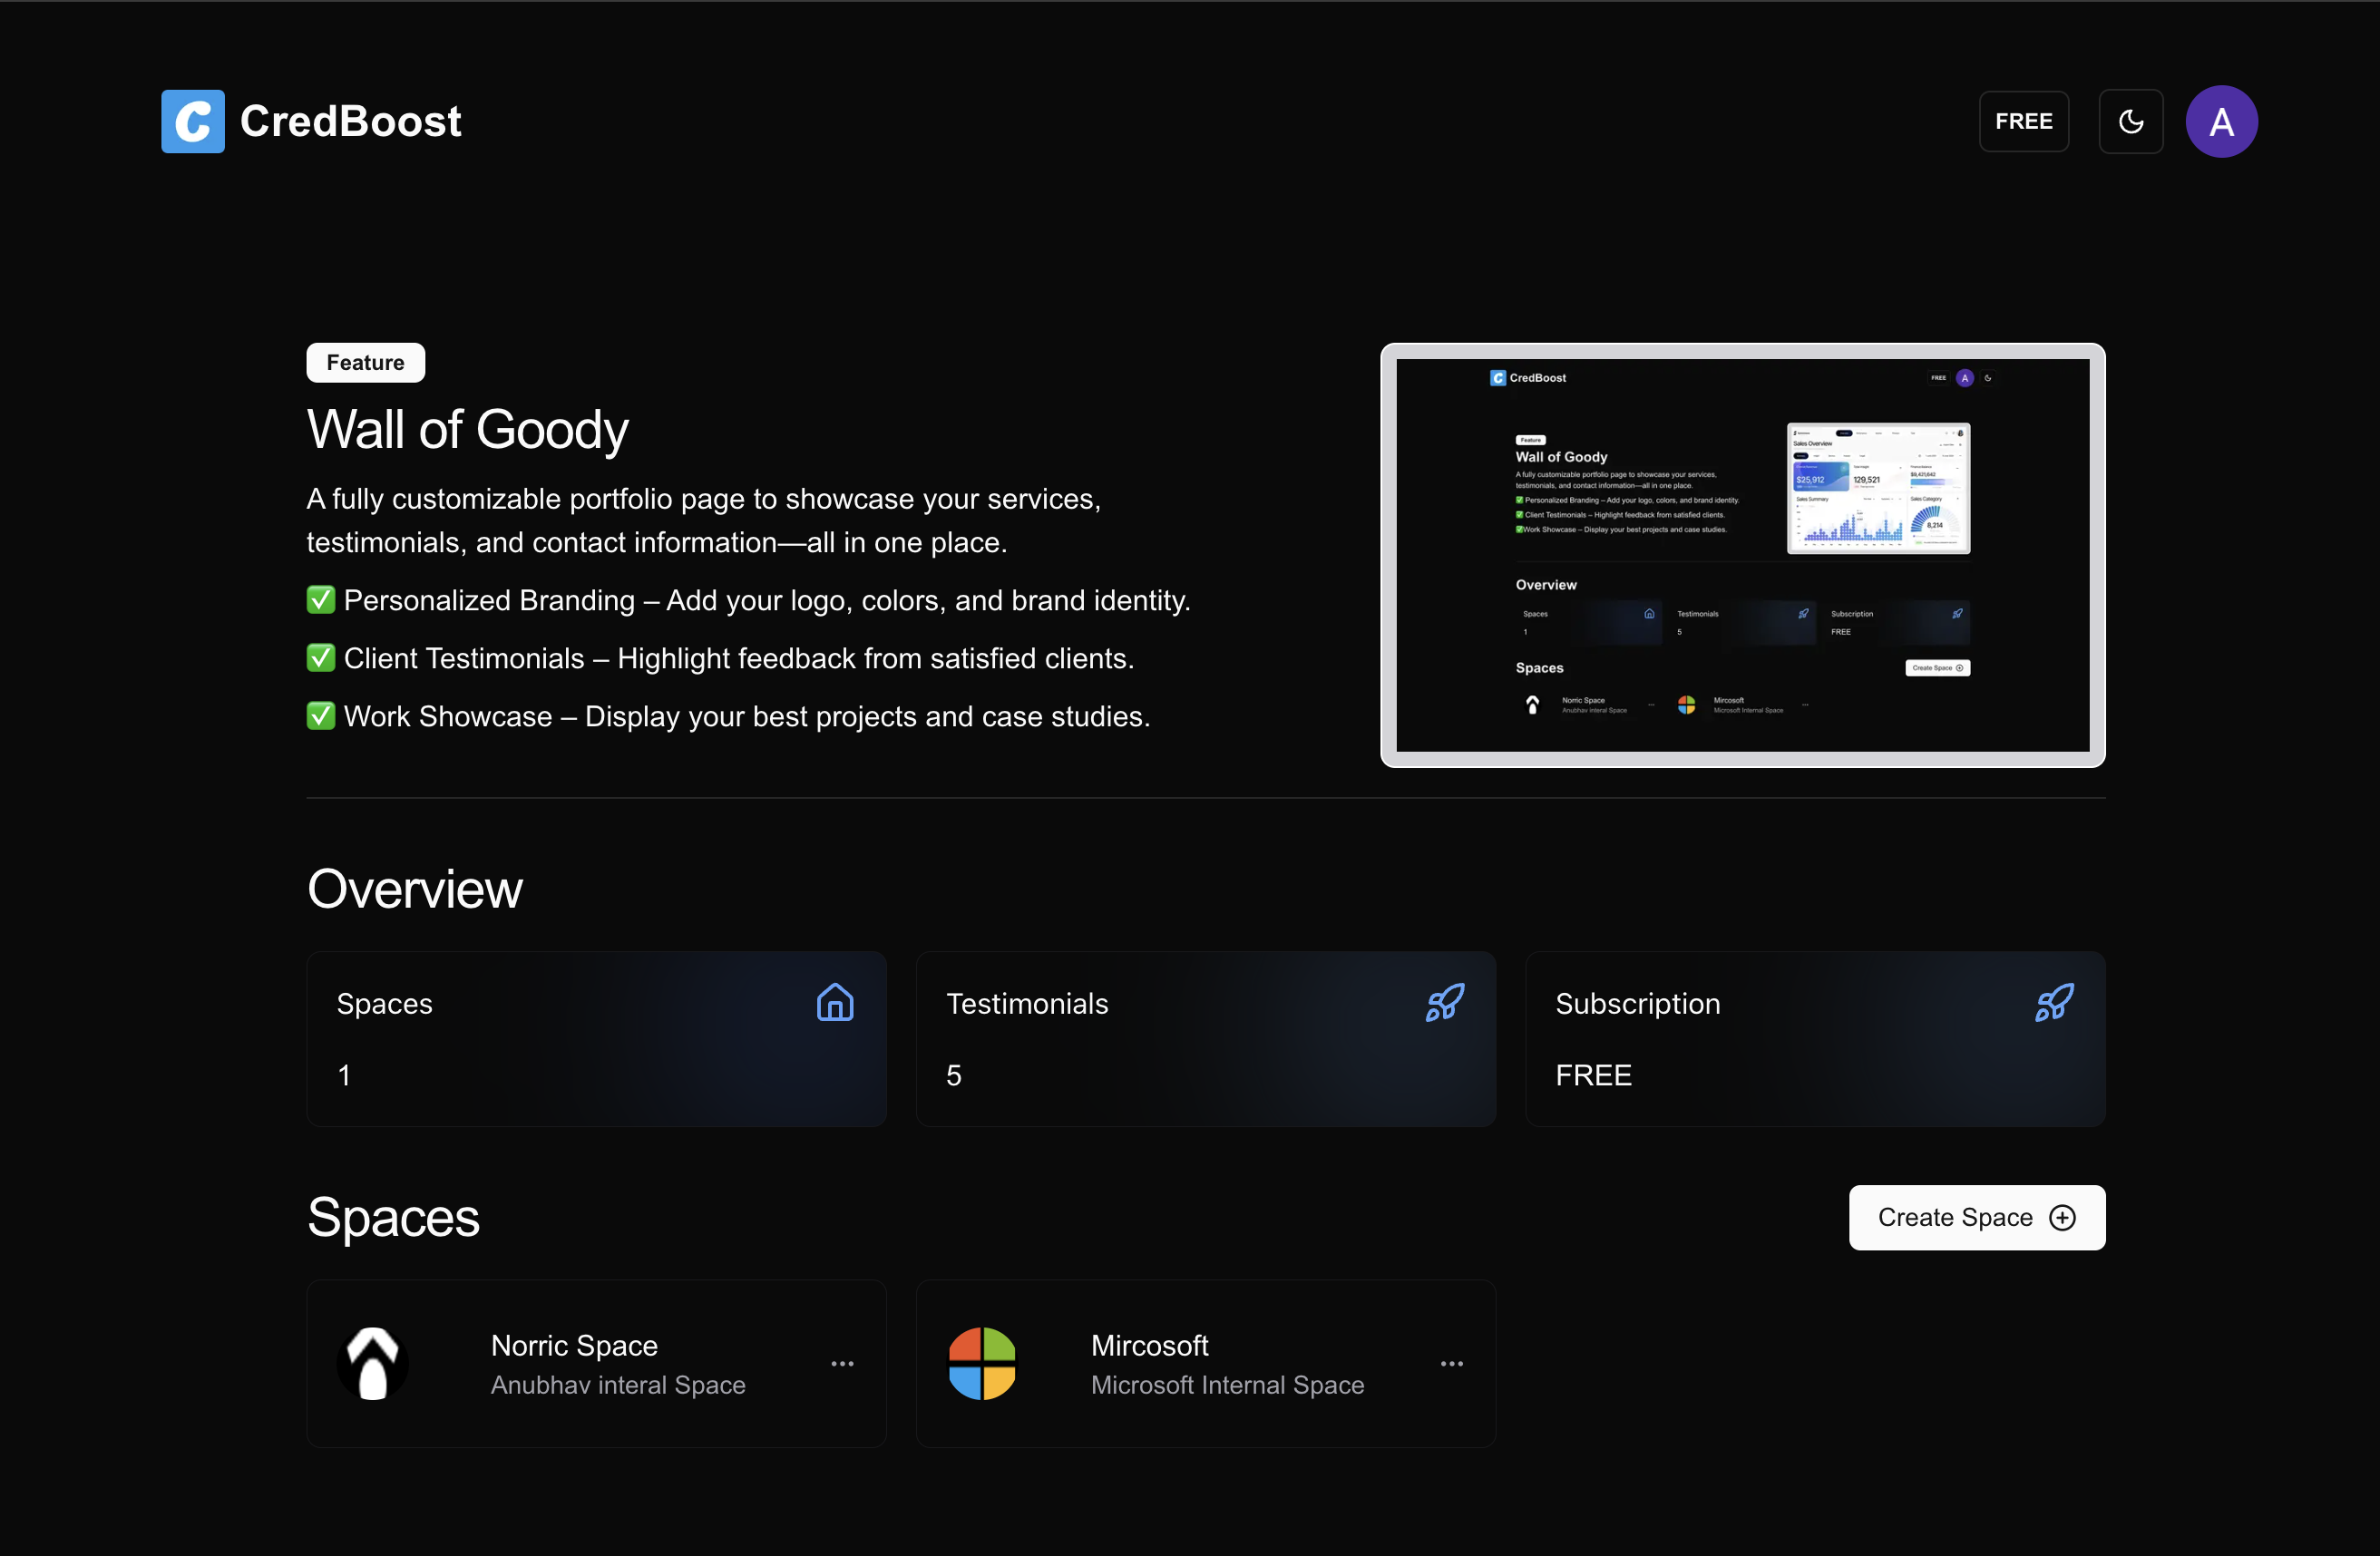 C CredBoost
FREE
A
Feature
Wall of Goody
A fully customizable portfolio page to showcase your services,
testimonials, and contact information—all in one place.
✅ Personalized Branding – Add your logo, colors, and brand identity.
✅ Client Testimonials – Highlight feedback from satisfied clients.
✅ Work Showcase – Display your best projects and case studies.
C CredBoost
FREE
A
Feature
Wall of Goody
A fully customizable portfolio page to showcase your services,
testimonials, and contact information—all in one place.
✅ Personalized Branding – Add your logo, colors, and brand identity.
✅ Client Testimonials – Highlight feedback from satisfied clients.
✅Work Showcase – Display your best projects and case studies.
Sales Overview
$25,912
129,521
$9,431,642
Sales Summary
Sales Category
8,214
Overview
Spaces
1
Testimonials
5
Subscription
FREE
Spaces
Create Space
Norric Space
Anubhav interal Space
Mircosoft
Microsoft Internal Space
Overview
Spaces
1
Testimonials
5
Subscription
FREE
Spaces
Create Space
Norric Space
Anubhav interal Space
Mircosoft
Microsoft Internal Space